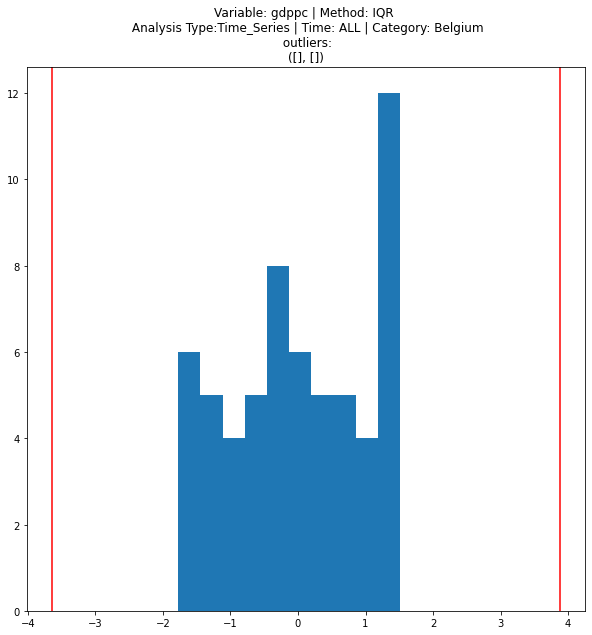 Variable: gdppc | Method: IQR
Analysis Type:Time_Series | Time: ALL | Category: Belgium
outliers:
([], [])
12
10
8
6
4
2
0
−4 −3 −2 −1 0 1 2 3 4